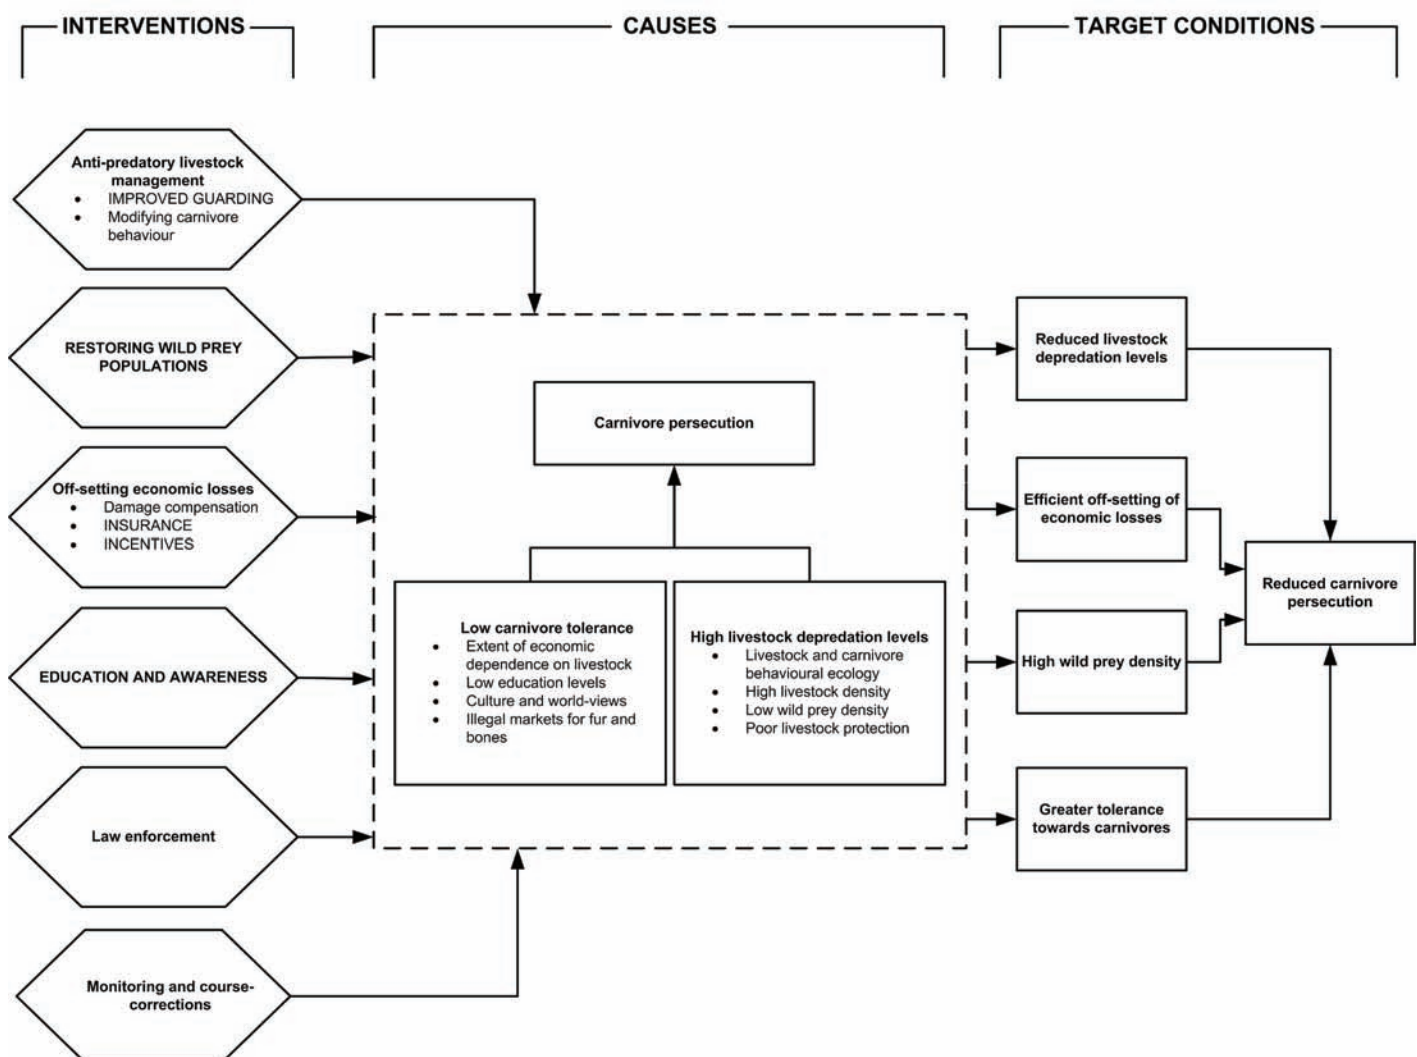 INTERVENTIONS
CAUSES
TARGET CONDITIONS
Anti-predatory livestock
management
• IMPROVED GUARDING
• Modifying carnivore
behaviour
RESTORING WILD PREY
POPULATIONS
Off-setting economic losses
• Damage compensation
• INSURANCE
• INCENTIVES
EDUCATION AND AWARENESS
Law enforcement
Monitoring and course-
corrections
Carnivore persecution
Low carnivore tolerance
• Extent of economic
dependence on livestock
• Low education levels
• Culture and world-views
• Illegal markets for fur and
bones
High livestock depredation levels
• Livestock and carnivore
behavioural ecology
• High livestock density
• Low wild prey density
• Poor livestock protection
Reduced livestock
depredation levels
Efficient off-setting of
economic losses
High wild prey density
Greater tolerance
towards carnivores
Reduced carnivore
persecution